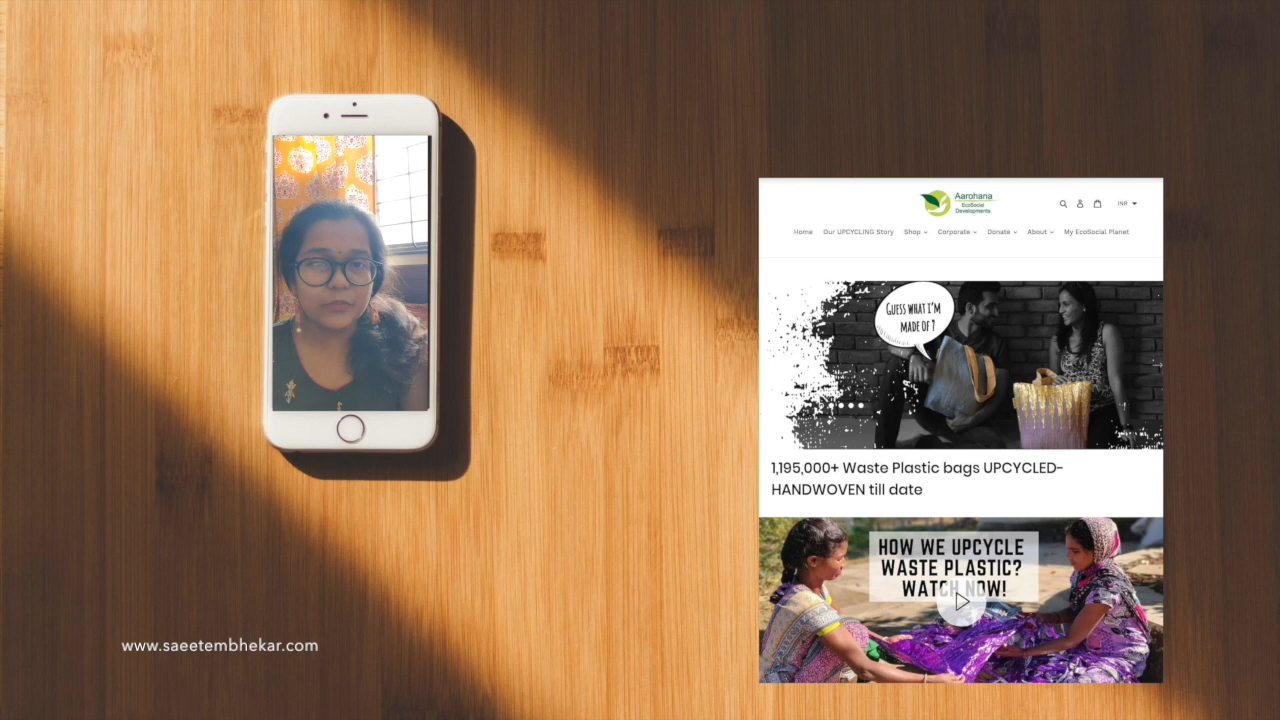 Aarohana
EcoSocial
Developments
INR
Home Our UPCYCLING Story Shop Corporate Donate About My EcoSocial Planet
GUESS WHAT I'M
MADE OF?
1,195,000+ Waste Plastic bags UPCYCLED-
HANDWOVEN till date
HOW WE UPCYCLE
WASTE PLASTIC?
WATCH NOW!
www.saeetembhekar.com